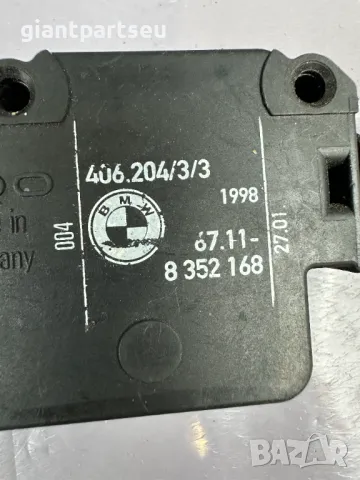 giantpartseu
406.204/3/3
1998
BMW
004
67.11-
8 352 168
27.01
in
any
BAZAR